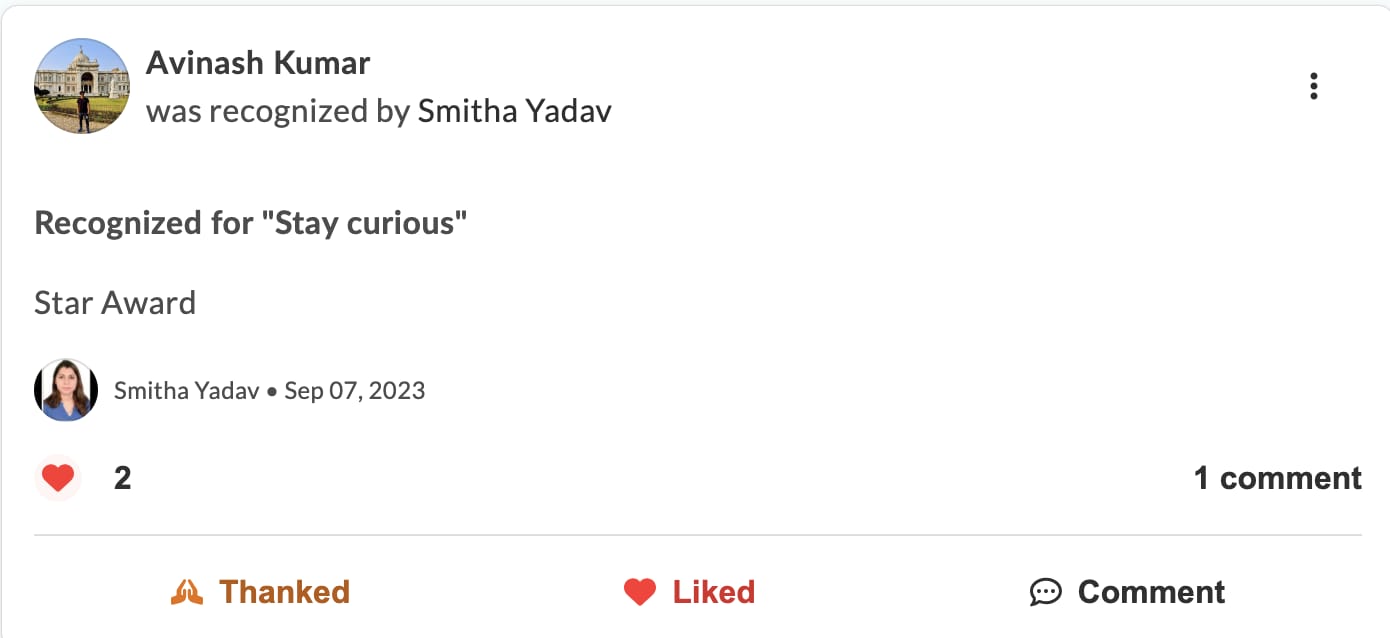 Avinash Kumar
was recognized by Smitha Yadav
Recognized for "Stay curious"
Star Award
Smitha Yadav • Sep 07, 2023
2
1 comment
Thanked
Liked
Comment